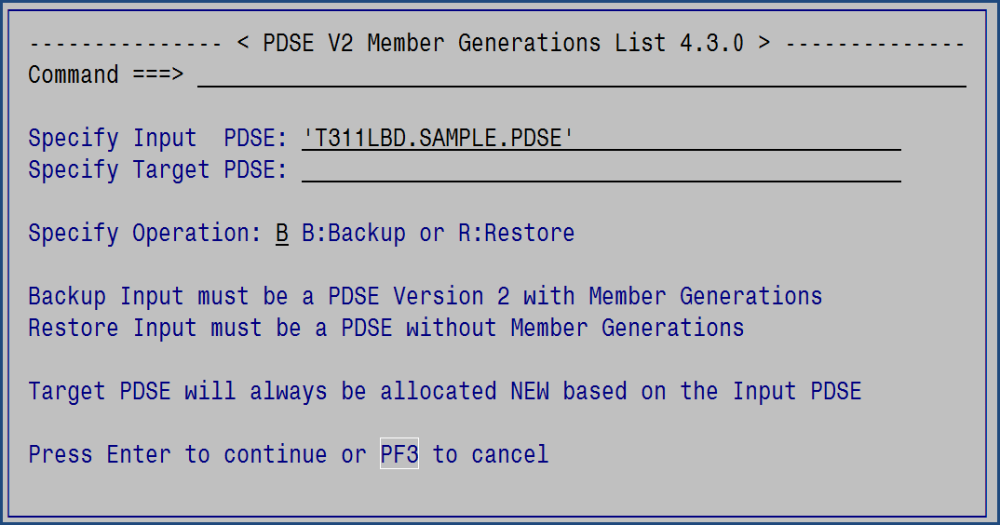 --------------- < PDSE V2 Member Generations List 4.3.0 > --------------
Command ===>
Specify Input  PDSE: 'T311LBD.SAMPLE.PDSE'
Specify Target PDSE:
Specify Operation: B B:Backup or R:Restore
Backup Input must be a PDSE Version 2 with Member Generations
Restore Input must be a PDSE without Member Generations
Target PDSE will always be allocated NEW based on the Input PDSE
Press Enter to continue or PF3 to cancel